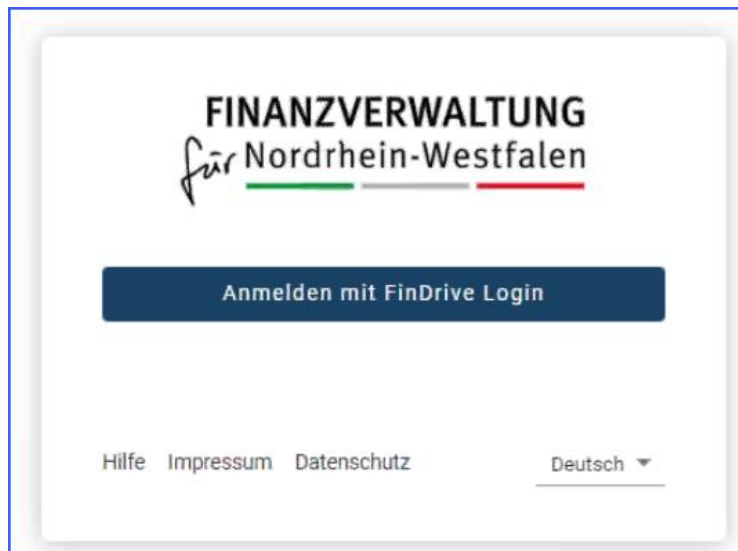 FINANZVERWALTUNG
für Nordrhein-Westfalen
Anmelden mit FinDrive Login
Hilfe Impressum Datenschutz Deutsch